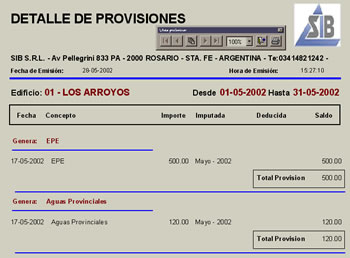 DETALLE DE PROVISIONES
SIB
100%
SIB S.R.L. - Av Pellegrini 833 PA - 2000 ROSARIO - STA. FE - ARGENTINA - Te:03414821242 -
Fecha de Emisión: 28-05-2002 Hora de Emisión: 15:27:10
Edificio: 01 - LOS ARROYOS Desde 01-05-2002 Hasta 31-05-2002
Fecha Concepto Importe Imputada Deducida Saldo
Genera: EPE
17-05-2002 EPE 500.00 Mayo - 2002 500.00
Total Provision 500.00
Genera: Aguas Provinciales
17-05-2002 Aguas Provinciales 120.00 Mayo - 2002 120.00
Total Provision 120.00